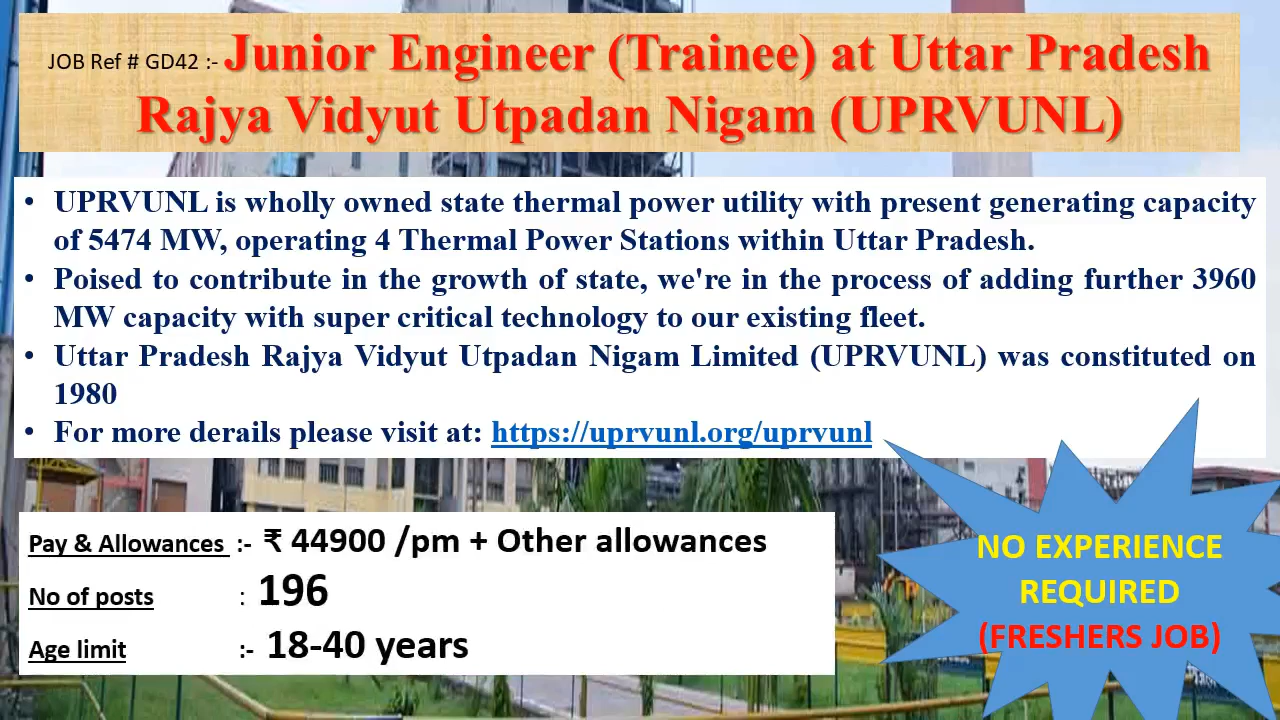 JOB Ref # GD42 :- Junior Engineer (Trainee) at Uttar Pradesh
Rajya Vidyut Utpadan Nigam (UPRVUNL)
• UPRVUNL is wholly owned state thermal power utility with present generating capacity
of 5474 MW, operating 4 Thermal Power Stations within Uttar Pradesh.
• Poised to contribute in the growth of state, we're in the process of adding further 3960
MW capacity with super critical technology to our existing fleet.
• Uttar Pradesh Rajya Vidyut Utpadan Nigam Limited (UPRVUNL) was constituted on
1980
• For more derails please visit at: https://uprvunl.org/uprvunl
Pay & Allowances :- ₹ 44900 /pm + Other allowances
No of posts : 196
Age limit :- 18-40 years
NO EXPERIENCE
REQUIRED
(FRESHERS JOB)